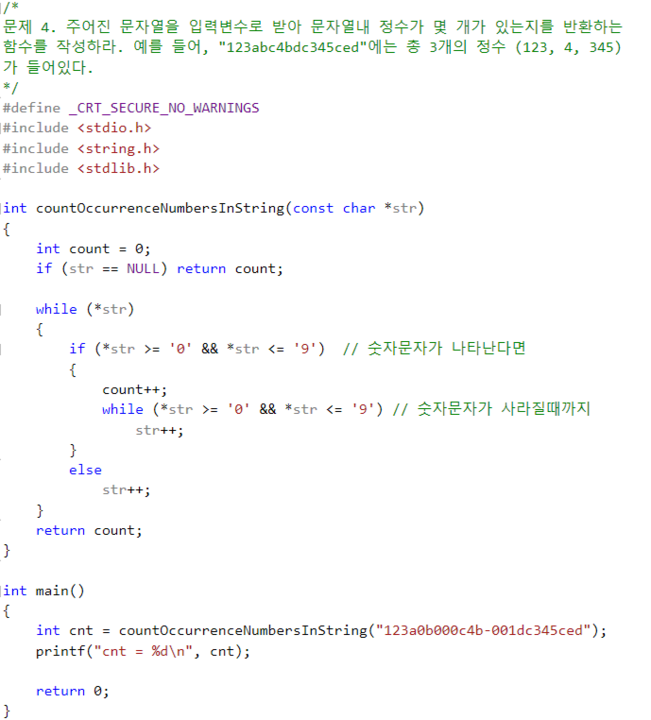 /*
문제 4. 주어진 문자열을 입력변수로 받아 문자열내 정수가 몇 개가 있는지를 반환하는
함수를 작성하라. 예를 들어, "123abc4bdc345ced"에는 총 3개의 정수 (123, 4, 345)
가 들어있다.
*/
#define _CRT_SECURE_NO_WARNINGS
#include <stdio.h>
#include <string.h>
#include <stdlib.h>
int countOccurrenceNumbersInString(const char *str)
{
    int count = 0;
    if (str == NULL) return count;
    while (*str)
    {
        if (*str >= '0' && *str <= '9')  // 숫자문자가 나타난다면
        {
            count++;
            while (*str >= '0' && *str <= '9') // 숫자문자가 사라질때까지
                str++;
        }
        else
            str++;
    }
    return count;
}
int main()
{
    int cnt = countOccurrenceNumbersInString("123a0b000c4b-001dc345ced");
    printf("cnt = %d\n", cnt);
    return 0;
}